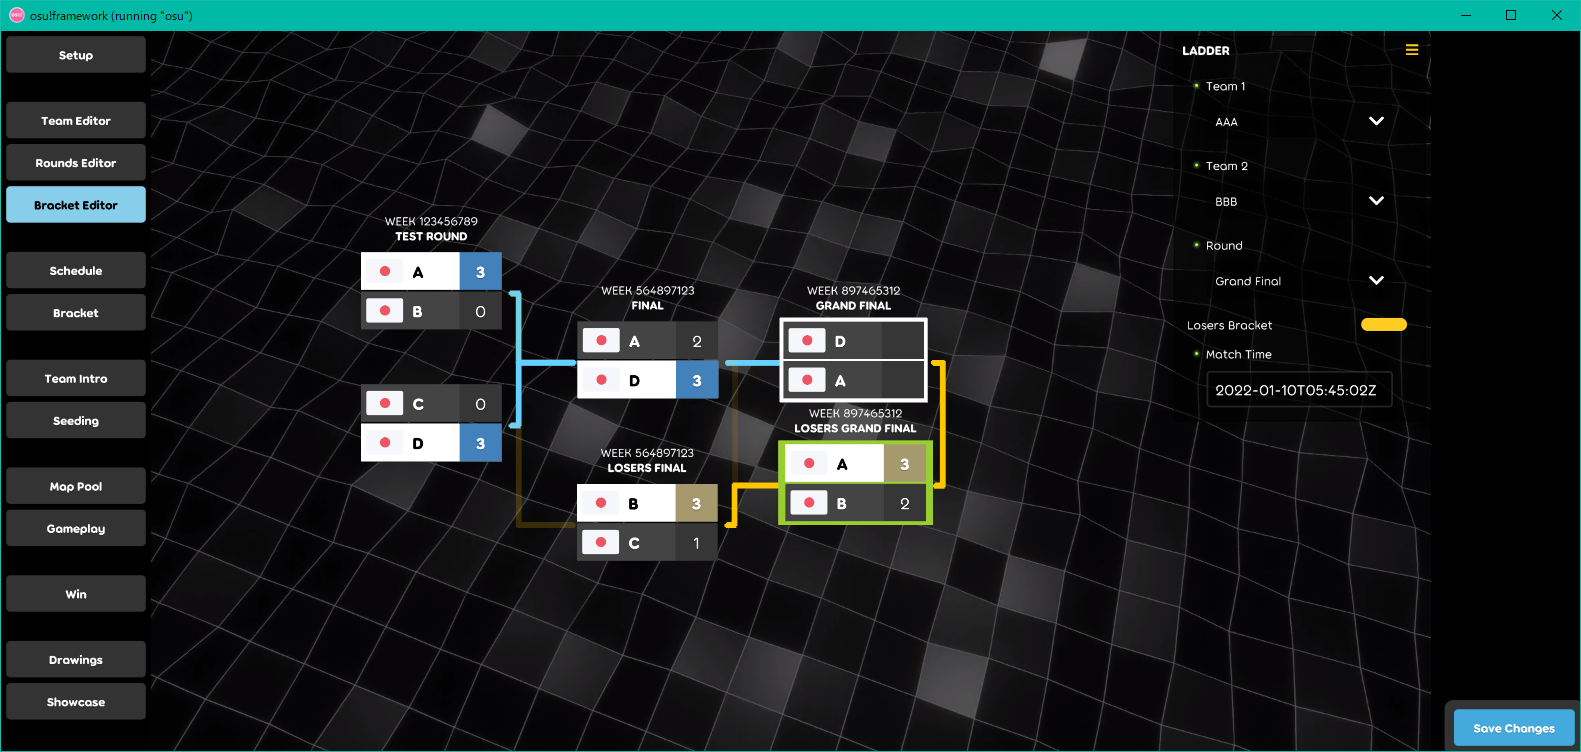 osu!framework (running "osu")
Setup
Team Editor
Rounds Editor
Bracket Editor
Schedule
Bracket
Team Intro
Seeding
Map Pool
Gameplay
Win
Drawings
Showcase
WEEK 123456789
TEST ROUND
A 3
B 0
C 0
D 3
WEEK 564897123
FINAL
A 2
D 3
WEEK 564897123
LOSERS FINAL
B 3
C 1
WEEK 897465312
GRAND FINAL
D
A
WEEK 897465312
LOSERS GRAND FINAL
A 3
B 2
LADDER
Team 1
AAA
Team 2
BBB
Round
Grand Final
Losers Bracket
Match Time
2022-01-10T05:45:02Z
Save Changes